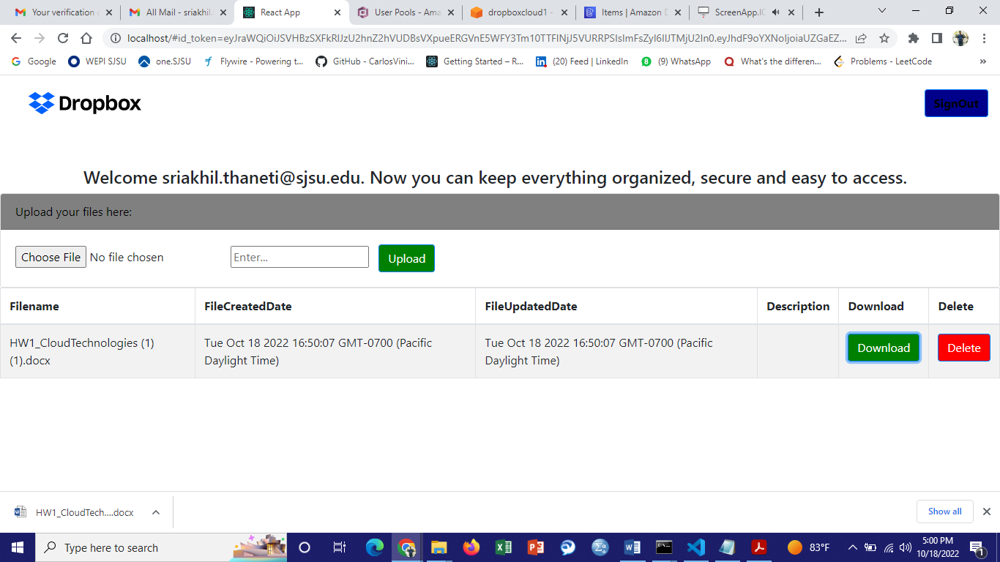 Your verification
All Mail - sriakhil.
React App
User Pools - Ama
dropboxcloud1 -
Items | Amazon
ScreenApp.IO
Google
WEPI SJSU
one.SJSU
Flywire - Powering t...
GitHub - CarlosVini...
Getting Started – R...
(20) Feed | LinkedIn
(9) WhatsApp
What's the differen...
Problems - LeetCode
»
Dropbox
SignOut
Welcome sriakhil.thaneti@sjsu.edu. Now you can keep everything organized, secure and easy to access.
Upload your files here:
Choose File No file chosen
Enter...
Upload
Filename
FileCreatedDate
FileUpdatedDate
Description
Download
Delete
HW1_CloudTechnologies (1)
(1).docx
Tue Oct 18 2022 16:50:07 GMT-0700 (Pacific
Daylight Time)
Tue Oct 18 2022 16:50:07 GMT-0700 (Pacific
Daylight Time)
Download
Delete
HW1_CloudTech....docx
Show all
Type here to search
83°F
5:00 PM
10/18/2022
1